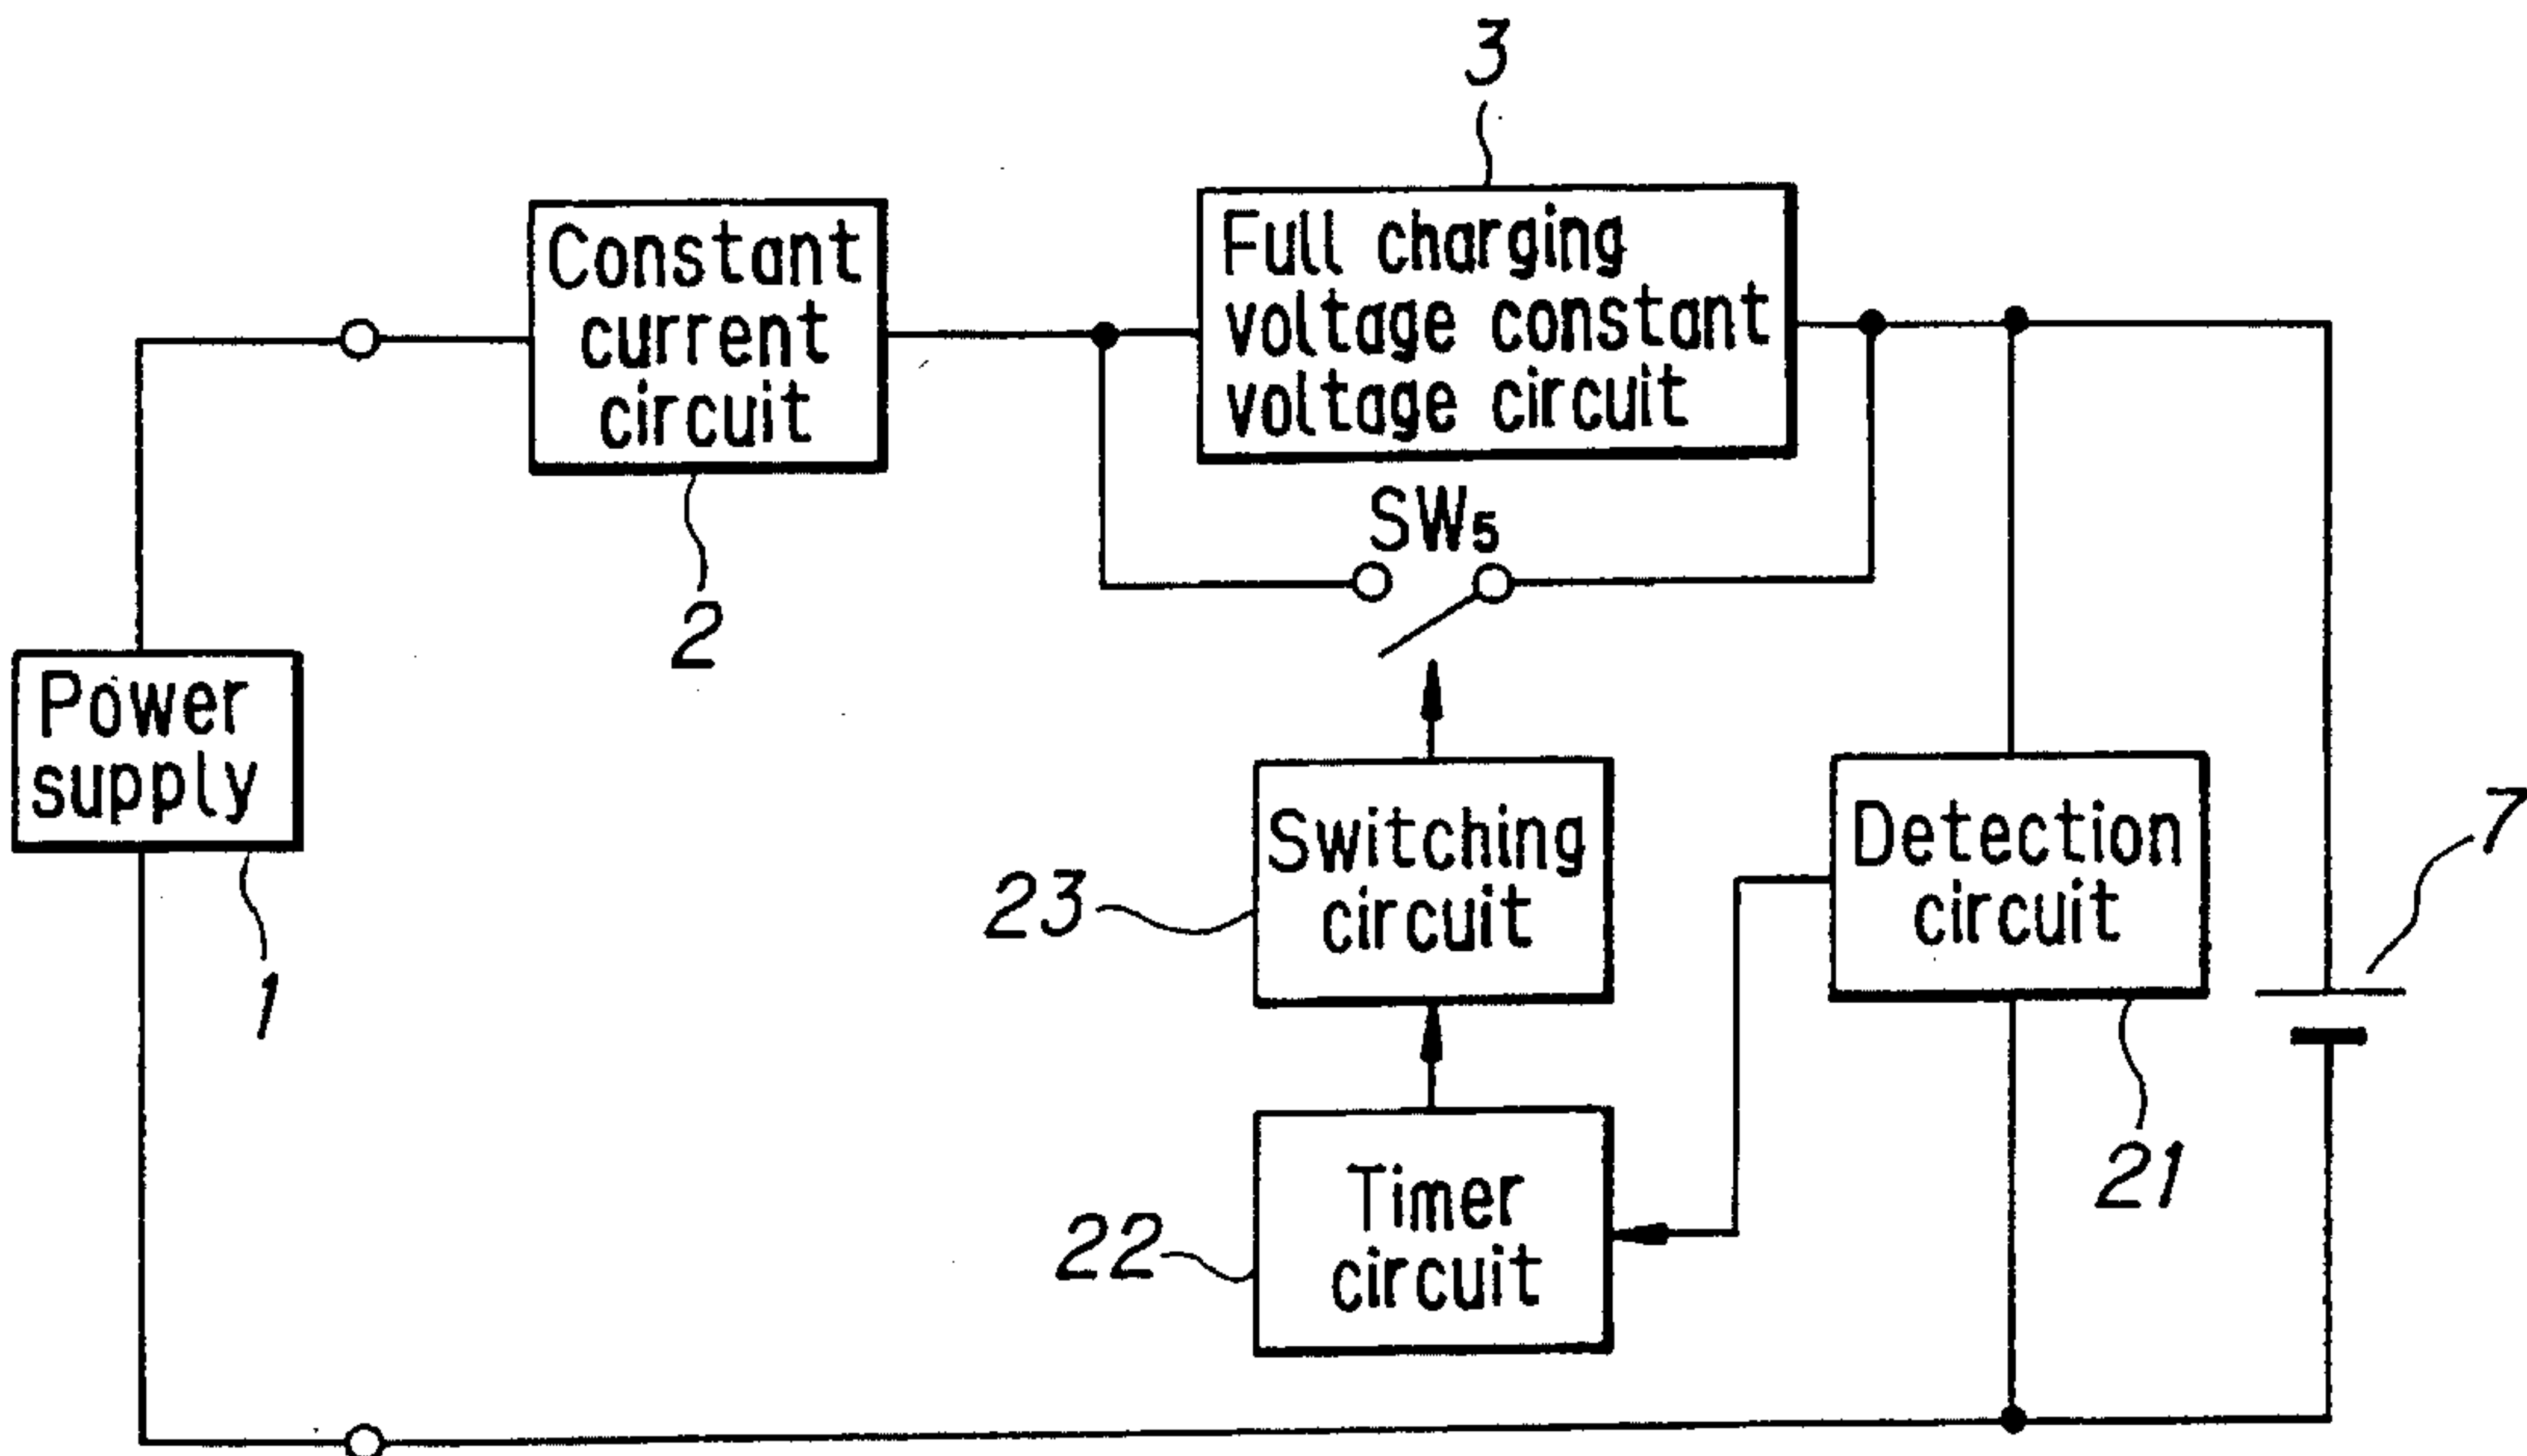 3
Constant
current
circuit
2
Full charging
voltage constant
voltage circuit
SW5
Power
supply
1
Switching
circuit
23
Detection
circuit
21
7
Timer
circuit
22